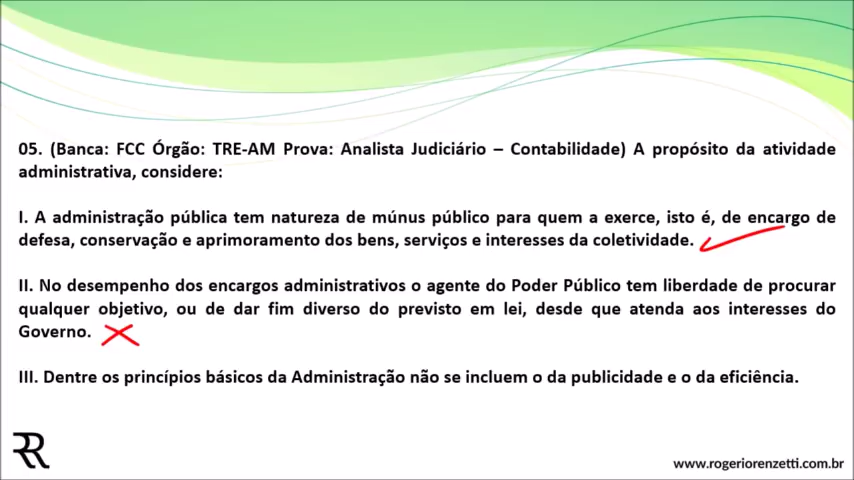 05. (Banca: FCC Órgão: TRE-AM Prova: Analista Judiciário – Contabilidade) A propósito da atividade
administrativa, considere:
I. A administração pública tem natureza de múnus público para quem a exerce, isto é, de encargo de
defesa, conservação e aprimoramento dos bens, serviços e interesses da coletividade.
II. No desempenho dos encargos administrativos o agente do Poder Público tem liberdade de procurar
qualquer objetivo, ou de dar fim diverso do previsto em lei, desde que atenda aos interesses do
Governo.
III. Dentre os princípios básicos da Administração não se incluem o da publicidade e o da eficiência.
RR
www.rogeriorenzetti.com.br